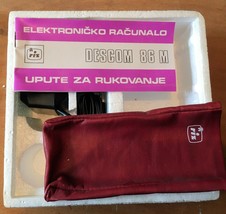 ELEKTRONIČKO RAČUNALO
DESCOM 86 M
UPUTE ZA RUKOVANJE